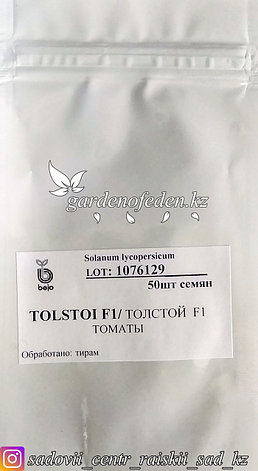 gardenofeden.kz
Solanum lycopersicum
LOT: 1076129
50шт семян
bejo
TOLSTOI F1/ ТОЛСТОЙ F1
ТОМАТЫ
Обработано: тирам
sadovii_centr_raiskii_sad_kz